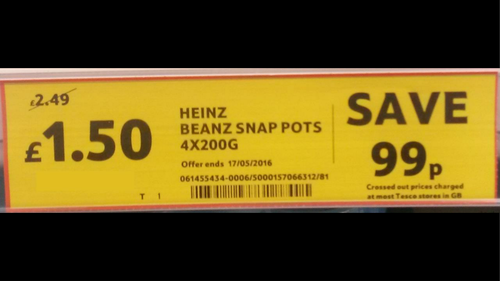 £2.49
£1.50
HEINZ
BEANZ SNAP POTS
4X200G
Offer ends 17/05/2016
061455434-0006/5000157066312/81
T 1
SAVE
99p
Crossed out prices charged
at most Tesco stores in GB